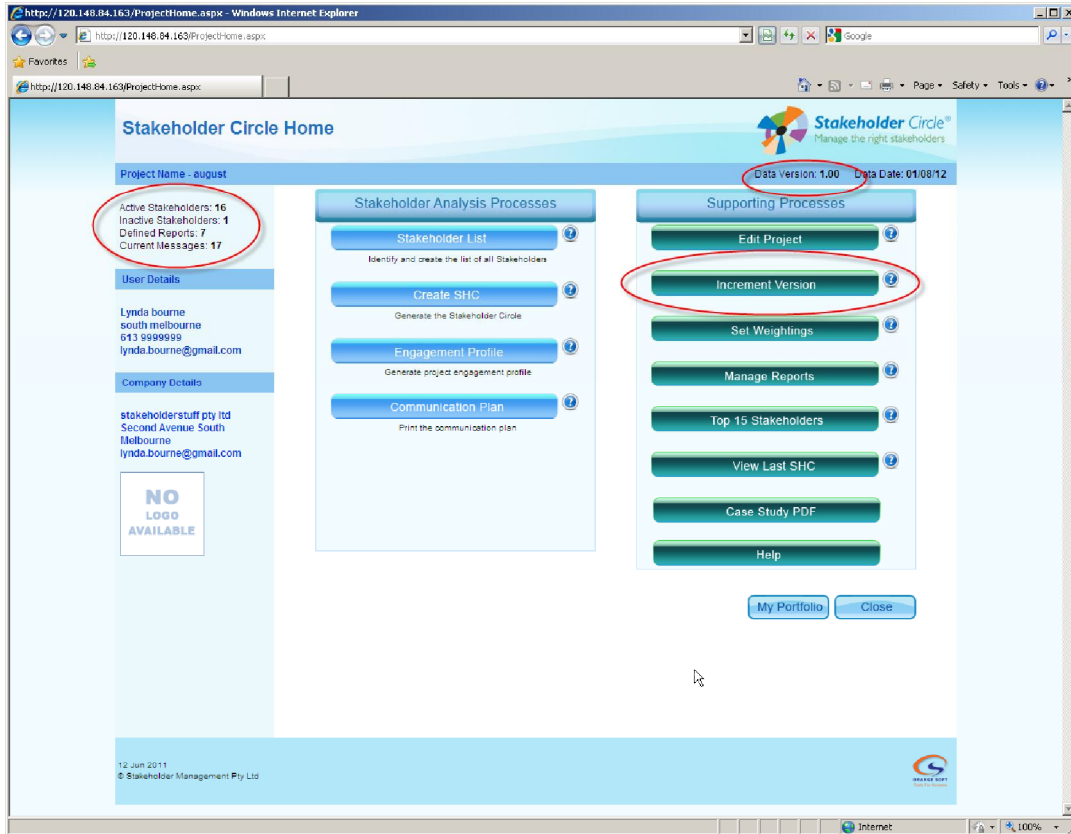 http://120.148.84.163/ProjectHome.aspx - Windows Internet Explorer
http://120.148.84.163/ProjectHome.aspx
Google
Favorites
http://120.148.84.163/ProjectHome.aspx
Page
Safety
Tools
Stakeholder Circle Home
Stakeholder Circle®
Manage the right stakeholders
Project Name - august
Data Version: 1.00 Data Date: 01/08/12
Active Stakeholders: 16
Inactive Stakeholders: 1
Defined Reports: 7
Current Messages: 17
User Details
Lynda bourne
south melbourne
613 9999999
lynda.bourne@gmail.com
Company Details
stakeholderstuff pty ltd
Second Avenue South
Melbourne
lynda.bourne@gmail.com
NO
LOGO
AVAILABLE
Stakeholder Analysis Processes
Stakeholder List
Identify and create the list of all Stakeholders
Create SHC
Generate the Stakeholder Circle
Engagement Profile
Generate project engagement profile
Communication Plan
Print the communication plan
Supporting Processes
Edit Project
Increment Version
Set Weightings
Manage Reports
Top 15 Stakeholders
View Last SHC
Case Study PDF
Help
My Portfolio
Close
12 Jun 2011
© Stakeholder Management Pty Ltd
ORANGE SOFT
Internet
100%